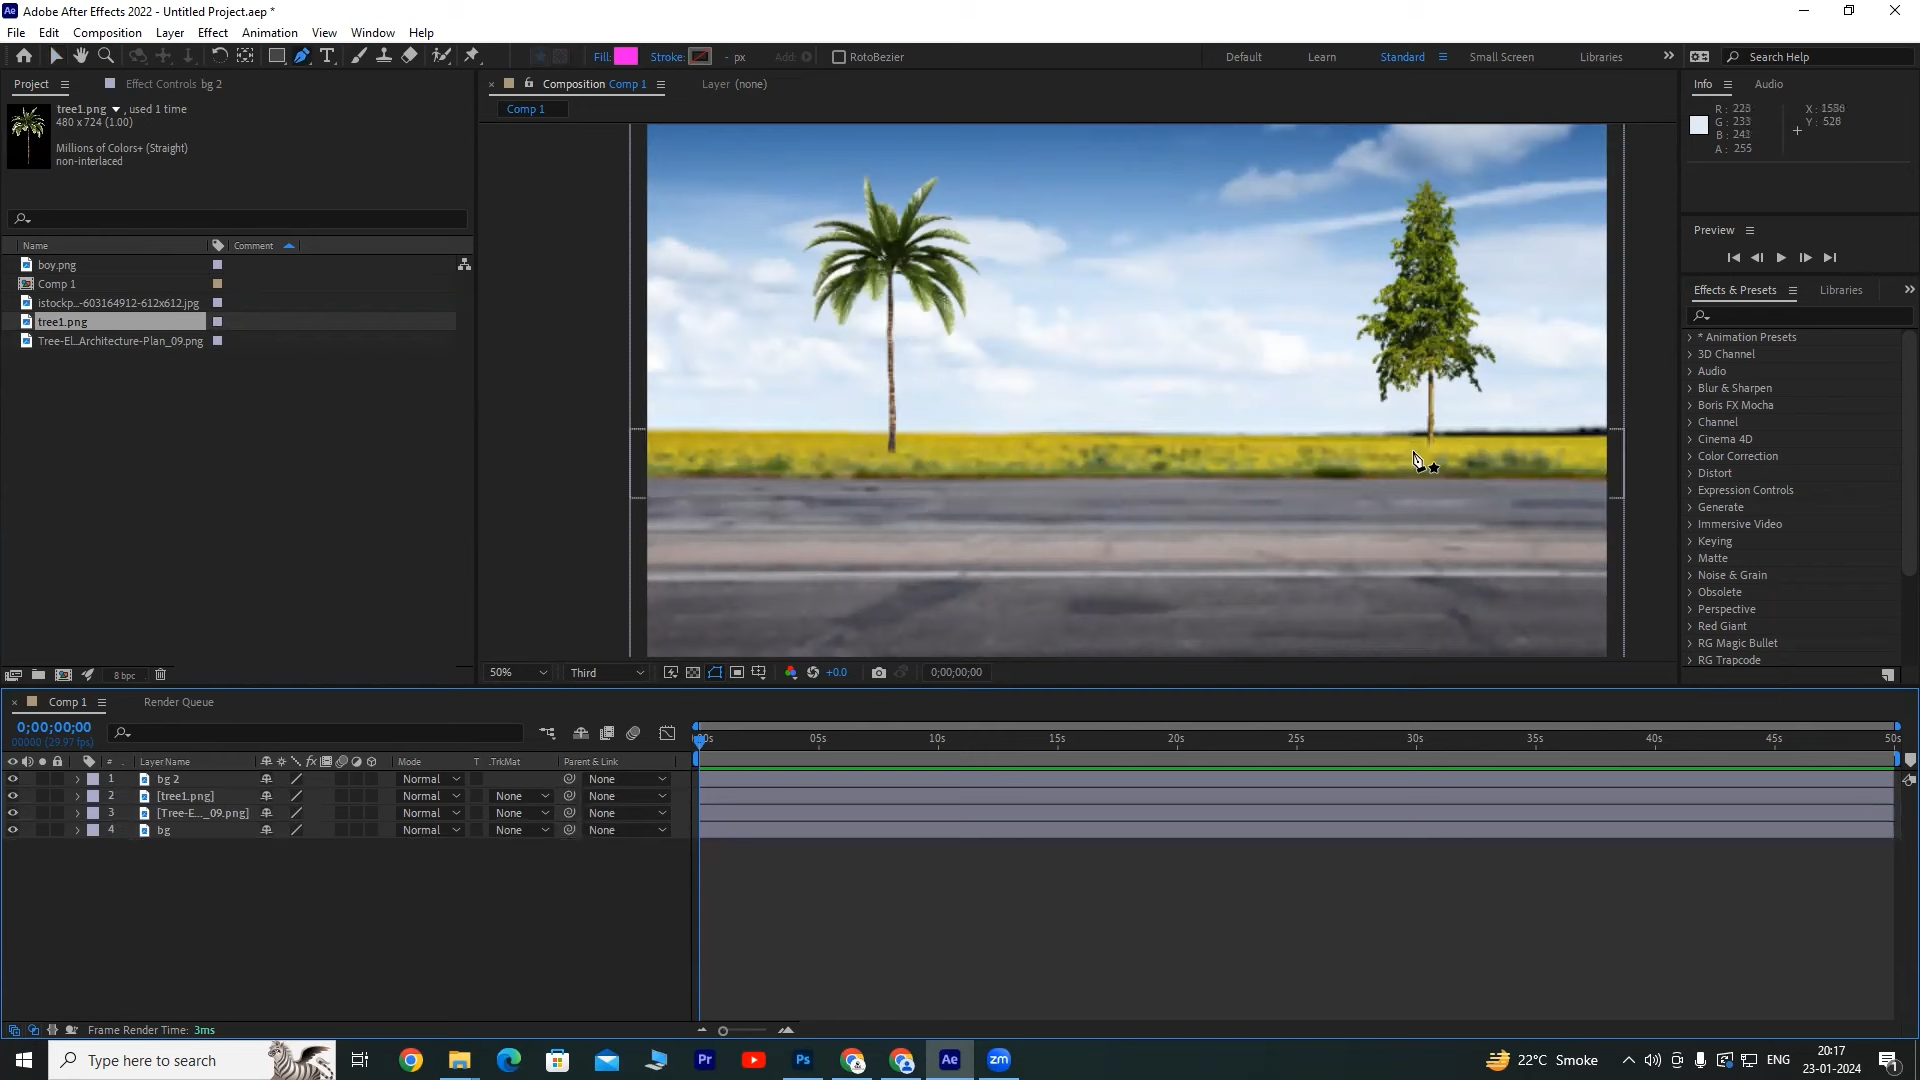 Adobe After Effects 2022 - Untitled Project.aep *
File Edit Composition Layer Effect Animation View Window Help
Fill: Stroke: - px Add: RotoBezier Default Learn Standard Small Screen Libraries Search Help
Project Effect Controls bg 2 Composition Comp 1 Layer (none) Info Audio
tree1.png , used 1 time
480 x 724 (1.00)
Millions of Colors+ (Straight)
non-interlaced
Comp 1
R: 228
G: 233
B: 243
A: 255
X: 1536
Y: 526
Preview
Name Comment
boy.png
Comp 1
istockp...-603164912-612x612.jpg
tree1.png
Tree-El...Architecture-Plan_09.png
Effects & Presets Libraries
* Animation Presets
3D Channel
Audio
Blur & Sharpen
Boris FX Mocha
Channel
Cinema 4D
Color Correction
Distort
Expression Controls
Generate
Immersive Video
Keying
Matte
Noise & Grain
Obsolete
Perspective
Red Giant
RG Magic Bullet
RG Trapcode
8 bpc 50% Third +0.0 0;00;00;00
Comp 1 Render Queue
0;00;00;00
00000 (29.97 fps)
05s 10s 15s 20s 25s 30s 35s 40s 45s 50s
# Layer Name Mode T .TrkMat Parent & Link
1 bg 2 Normal None
2 [tree1.png] Normal None None
3 [Tree-E..._09.png] Normal None None
4 bg Normal None None
Frame Render Time: 3ms
Type here to search 22°C Smoke ENG 20:17
23-01-2024